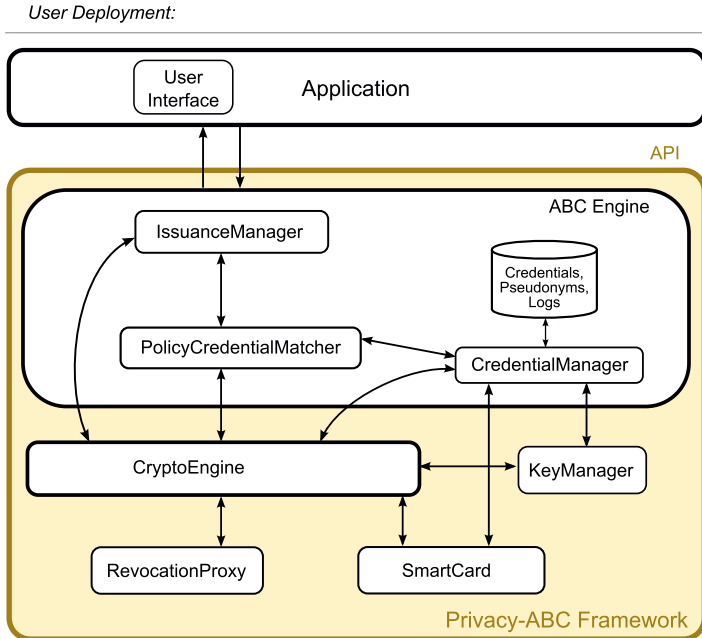 User Deployment:
User
Interface
Application
API
ABC Engine
IssuanceManager
Credentials,
Pseudonyms,
Logs
PolicyCredentialMatcher
CredentialManager
CryptoEngine
KeyManager
RevocationProxy
SmartCard
Privacy-ABC Framework